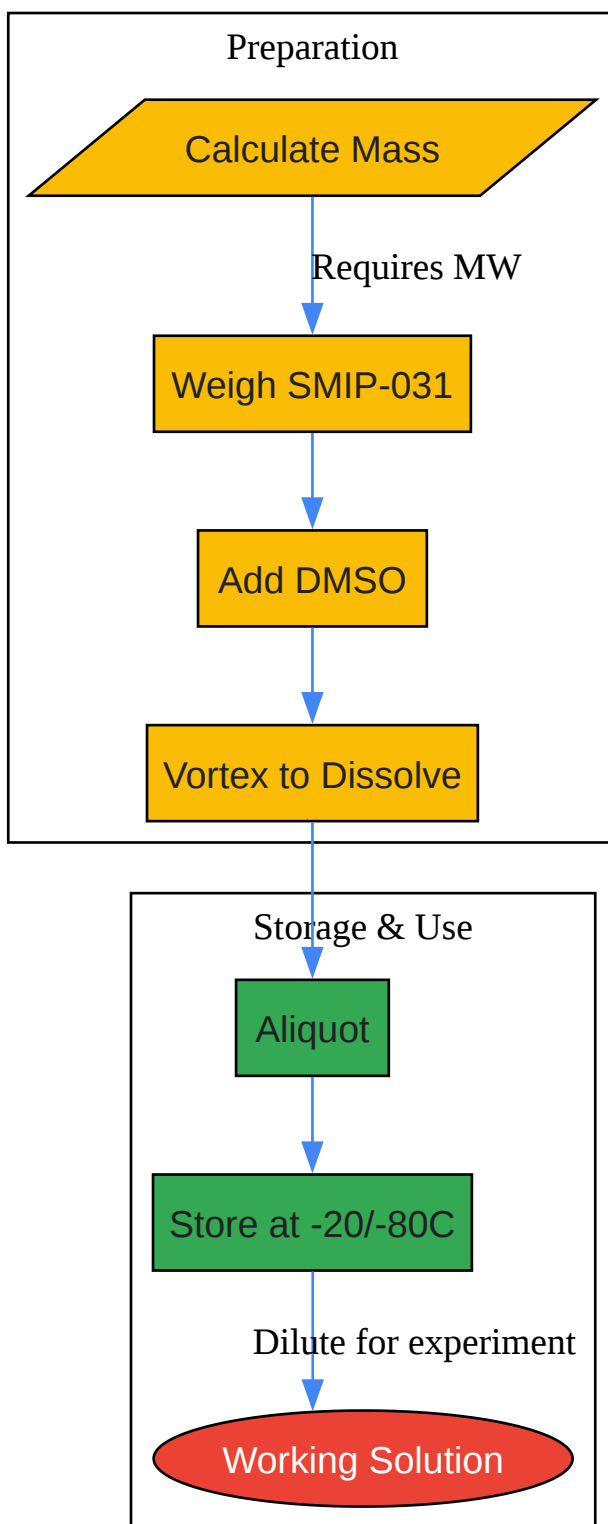 Preparation
Calculate Mass
Requires MW
Weigh SMIP-031
Add DMSO
Vortex to Dissolve
Storage & Use
Aliquot
Store at -20/-80C
Dilute for experiment
Working Solution